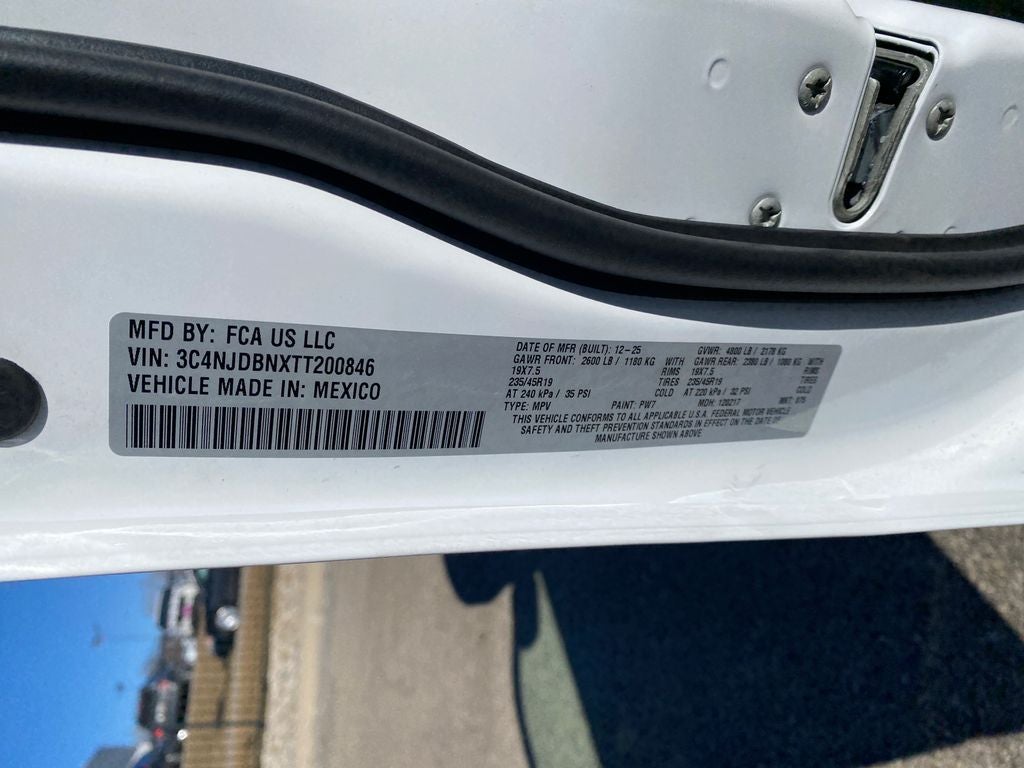 MFD BY: FCA US LLC
VIN: 3C4NJDBNXTT200846
VEHICLE MADE IN: MEXICO
DATE OF MFR (BUILT): 12-25 GVWR: 4800 LB / 2178 KG
GAWR FRONT: 2600 LB / 1180 KG WITH GAWR REAR: 2380 LB / 1080 KG WITH
19X7.5 RIMS 19X7.5 RIMS
235/45R19 TIRES 235/45R19 TIRES
AT 240 kPa / 35 PSI COLD AT 220 kPa / 32 PSI COLD
TYPE: MPV PAINT: PW7 MDH: 120217 MKT:
THIS VEHICLE CONFORMS TO ALL APPLICABLE U.S.A. FEDERAL MOTOR VEHICLE
SAFETY AND THEFT PREVENTION STANDARDS IN EFFECT ON THE DATE OF
MANUFACTURE SHOWN ABOVE